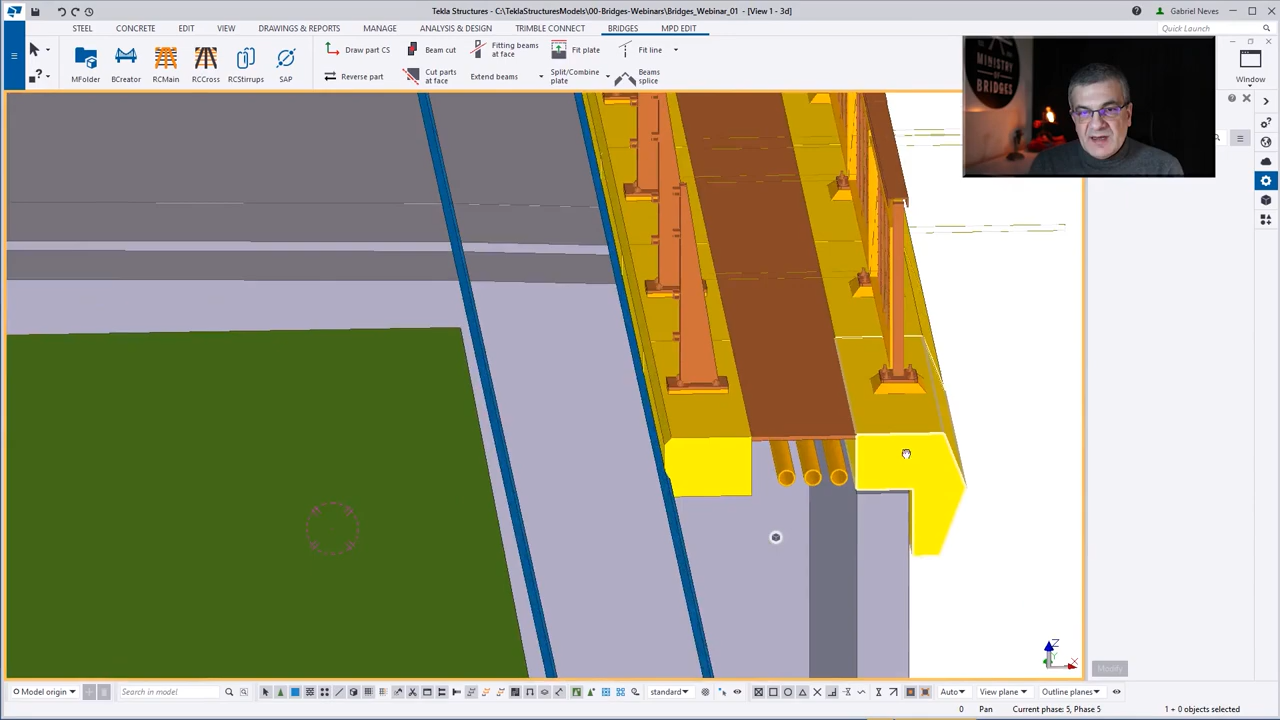 Tekla Structures - C:\TeklaStructuresModels\00-Bridges-Webinars\Bridges_Webinar_01 - [View 1 - 3d]
Gabriel Neves
STEEL CONCRETE EDIT VIEW DRAWINGS & REPORTS MANAGE ANALYSIS & DESIGN TRIMBLE CONNECT BRIDGES MPD EDIT
Quick Launch
MFolder BCreator RCMain RCCross RCStirrups SAP
Draw part CS Beam cut Fitting beams at face Fit plate Fit line
Reverse part Cut parts at face Extend beams Split/Combine plate Beams splice
Window
THE
MINISTRY
OF
BRIDGES
Z
Y
X
Modify
Model origin Search in model standard Auto View plane Outline planes
0 Pan Current phase: 5, Phase 5 1 + 0 objects selected